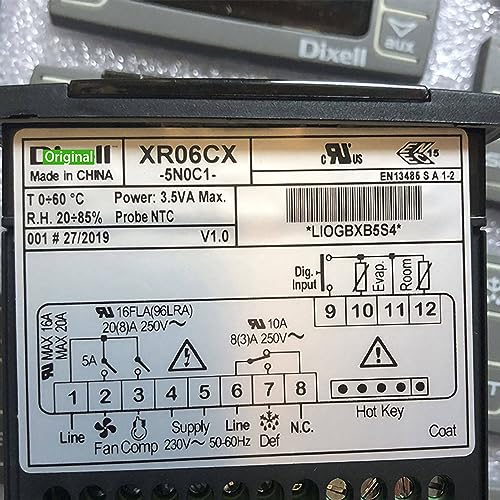 Dixell
aux
Original
Made in CHINA
XR06CX
-5N0C1-
c RU US
15
EN13485 S A 1-2
T 0÷60 °C
Power: 3.5VA Max.
R.H. 20÷85%
Probe NTC
001 # 27/2019
V1.0
*LIOGBXB5S4*
Dig.
Input
Evap.
Room
9 10 11 12
MAX 16A
MAX 20A
16FLA(96LRA)
20(8)A 250V~
5A
10A
8(3)A 250V~
1 2 3 4 5 6 7 8
Line Fan Comp Supply Line Def N.C.
230V~ 50-60Hz
Hot Key
Coat